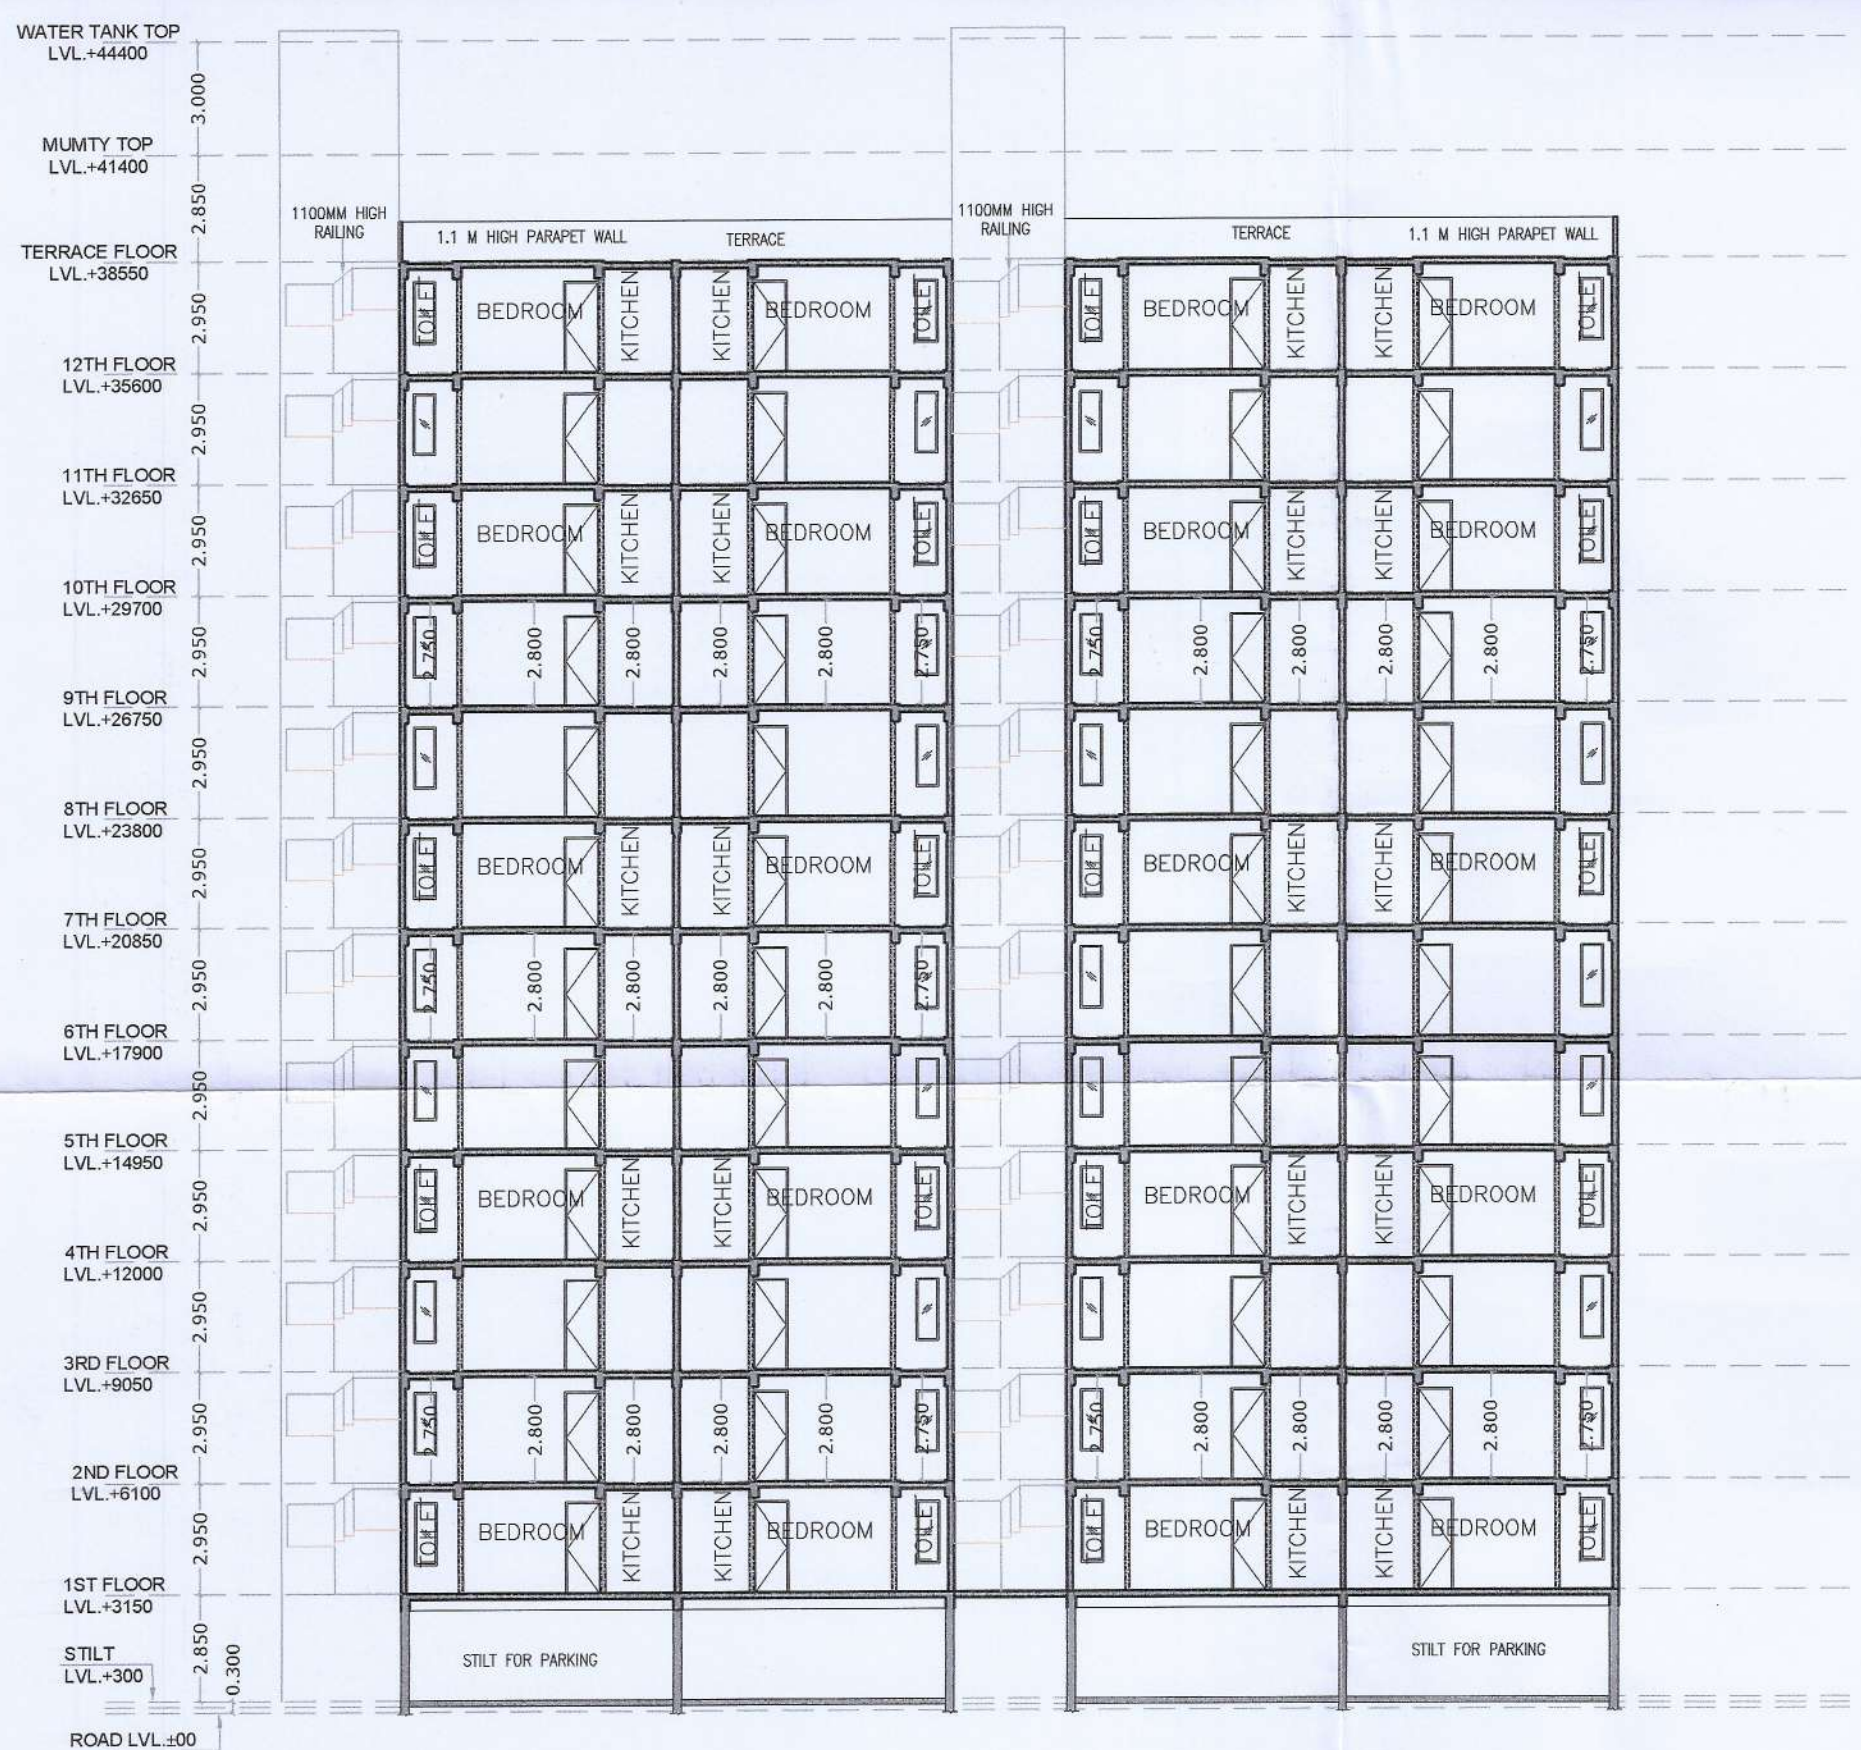 WATER TANK TOP
LVL.+44400
3.000
MUMTY TOP
LVL.+41400
2.850
1100MM HIGH
RAILING
1.1 M HIGH PARAPET WALL
TERRACE
1100MM HIGH
RAILING
TERRACE
1.1 M HIGH PARAPET WALL
TERRACE FLOOR
LVL.+38550
2.950
TOILET
BEDROOM
KITCHEN
KITCHEN
BEDROOM
TOILET
TOILET
BEDROOM
KITCHEN
KITCHEN
BEDROOM
TOILET
12TH FLOOR
LVL.+35600
2.950
11TH FLOOR
LVL.+32650
2.950
TOILET
BEDROOM
KITCHEN
KITCHEN
BEDROOM
TOILET
TOILET
BEDROOM
KITCHEN
KITCHEN
BEDROOM
TOILET
10TH FLOOR
LVL.+29700
2.950
2.750
2.800
2.800
2.800
2.800
2.750
2.750
2.800
2.800
2.800
2.800
2.750
9TH FLOOR
LVL.+26750
2.950
8TH FLOOR
LVL.+23800
2.950
TOILET
BEDROOM
KITCHEN
KITCHEN
BEDROOM
TOILET
TOILET
BEDROOM
KITCHEN
KITCHEN
BEDROOM
TOILET
7TH FLOOR
LVL.+20850
2.950
2.750
2.800
2.800
2.800
2.800
2.750
6TH FLOOR
LVL.+17900
2.950
5TH FLOOR
LVL.+14950
2.950
TOILET
BEDROOM
KITCHEN
KITCHEN
BEDROOM
TOILET
TOILET
BEDROOM
KITCHEN
KITCHEN
BEDROOM
TOILET
4TH FLOOR
LVL.+12000
2.950
3RD FLOOR
LVL.+9050
2.950
2.750
2.800
2.800
2.800
2.800
2.750
2.750
2.800
2.800
2.800
2.800
2.750
2ND FLOOR
LVL.+6100
2.950
TOILET
BEDROOM
KITCHEN
KITCHEN
BEDROOM
TOILET
TOILET
BEDROOM
KITCHEN
KITCHEN
BEDROOM
TOILET
1ST FLOOR
LVL.+3150
2.850
STILT
LVL.+300
0.300
STILT FOR PARKING
STILT FOR PARKING
ROAD LVL.±00